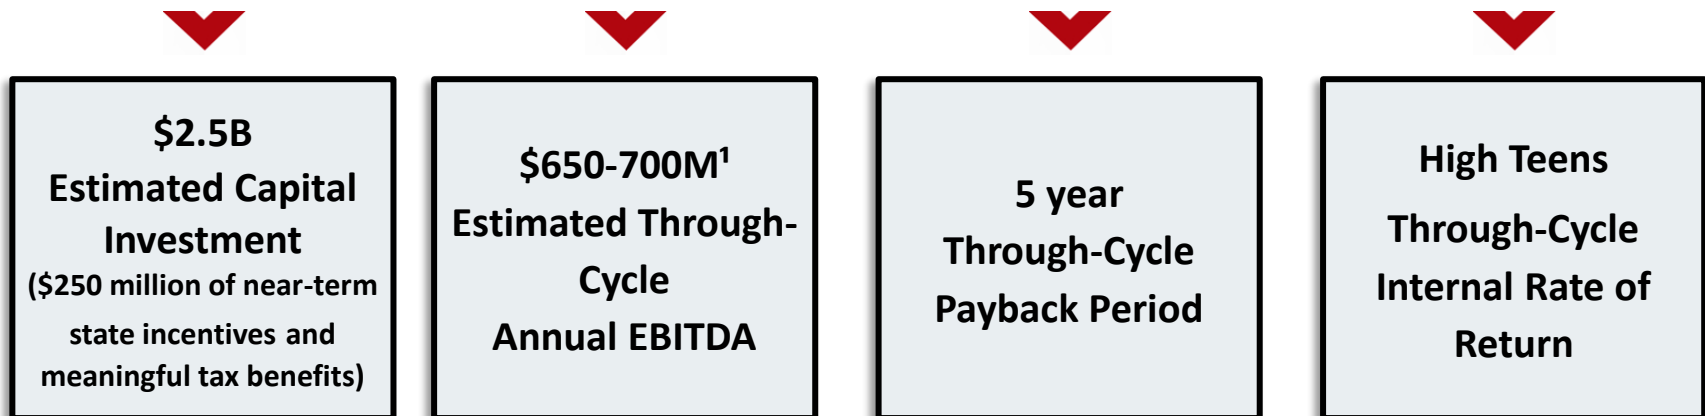 $2.5B
Estimated Capital
Investment
($250 million of near-term
state incentives and
meaningful tax benefits)
$650-700M¹
Estimated Through-
Cycle
Annual EBITDA
5 year
Through-Cycle
Payback Period
High Teens
Through-Cycle
Internal Rate of
Return